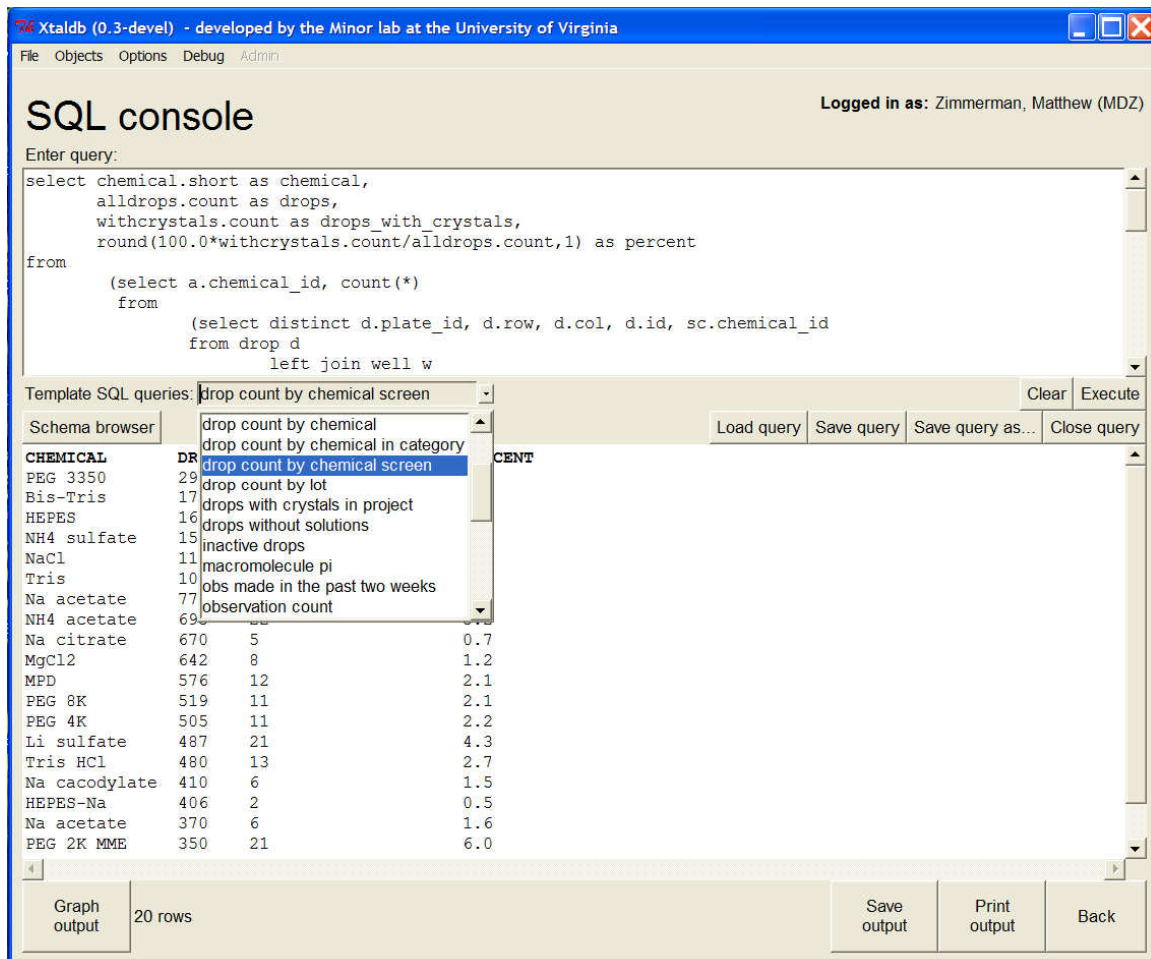 Xtaldb (0.3-devel) - developed by the Minor lab at the University of Virginia
File Objects Options Debug Admin
SQL console
Logged in as: Zimmerman, Matthew (MDZ)
Enter query:
select chemical.short as chemical,
alldrops.count as drops,
withcrystals.count as drops_with_crystals,
round(100.0*withcrystals.count/alldrops.count,1) as percent
from
(select a.chemical_id, count(*)
from
(select distinct d.plate_id, d.row, d.col, d.id, sc.chemical_id
from drop d
left join well w
Template SQL queries: drop count by chemical screen Clear Execute
Schema browser Load query Save query Save query as... Close query
drop count by chemical
drop count by chemical in category
drop count by chemical screen
drop count by lot
drops with crystals in project
drops without solutions
inactive drops
macromolecule pi
obs made in the past two weeks
observation count
CHEMICAL DR CENT
PEG 3350 29
Bis-Tris 17
HEPES 16
NH4 sulfate 15
NaCl 11
Tris 10
Na acetate 77
NH4 acetate 69
Na citrate 670 5 0.7
MgCl2 642 8 1.2
MPD 576 12 2.1
PEG 8K 519 11 2.1
PEG 4K 505 11 2.2
Li sulfate 487 21 4.3
Tris HCl 480 13 2.7
Na cacodylate 410 6 1.5
HEPES-Na 406 2 0.5
Na acetate 370 6 1.6
PEG 2K MME 350 21 6.0
Graph output 20 rows Save output Print output Back